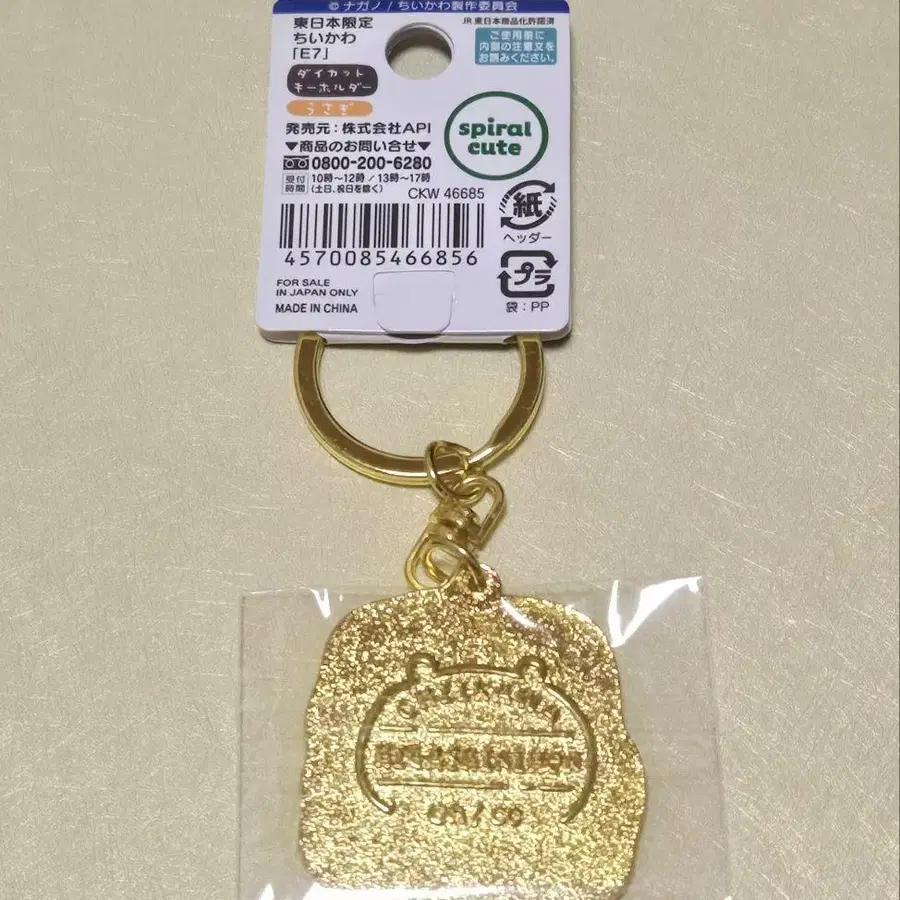 © ナガノ / ちいかわ製作委員会
東日本限定
ちいかわ
「E7」
JR東日本商品化許諾済
ご使用前に
内側の注意文を
お読みください。
ダイカット
キーホルダー
うさぎ
発売元:株式会社API
▼商品のお問い合せ▼
0800-200-6280
受付時間 10時〜12時 / 13時〜17時
(土日、祝日を除く)
CKW 46685
spiral
cute
4570085466856
紙
ヘッダー
プラ
袋:PP
FOR SALE
IN JAPAN ONLY
MADE IN CHINA